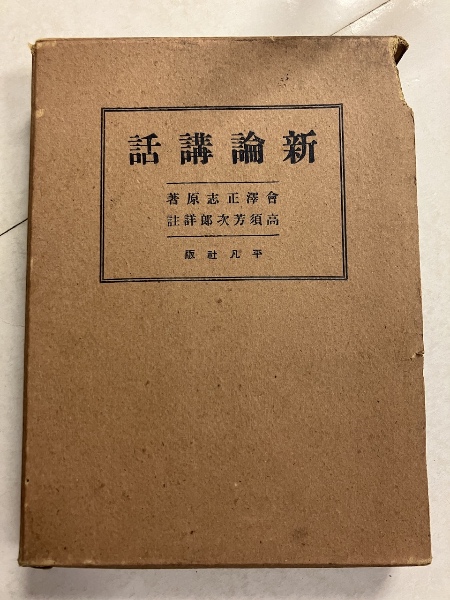 新論講話
會澤正志原著
高須芳次郎詳註
平凡社版